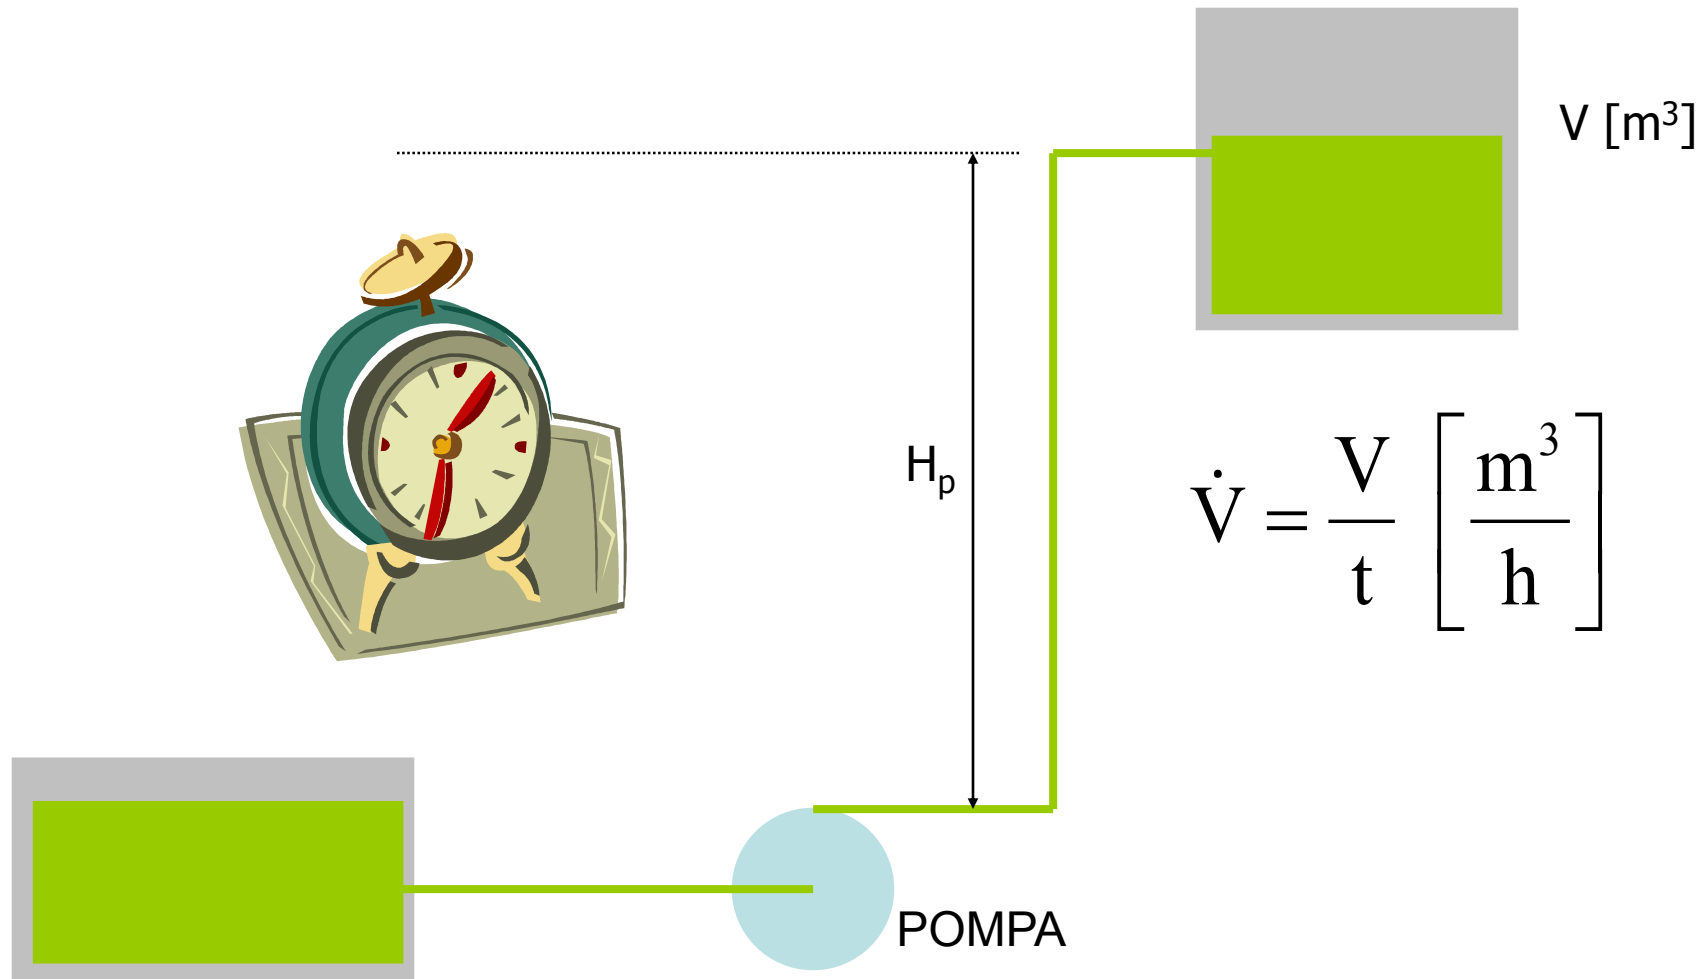 V [m³]
Hₚ
V̇ = V/t [m³/h]
POMPA